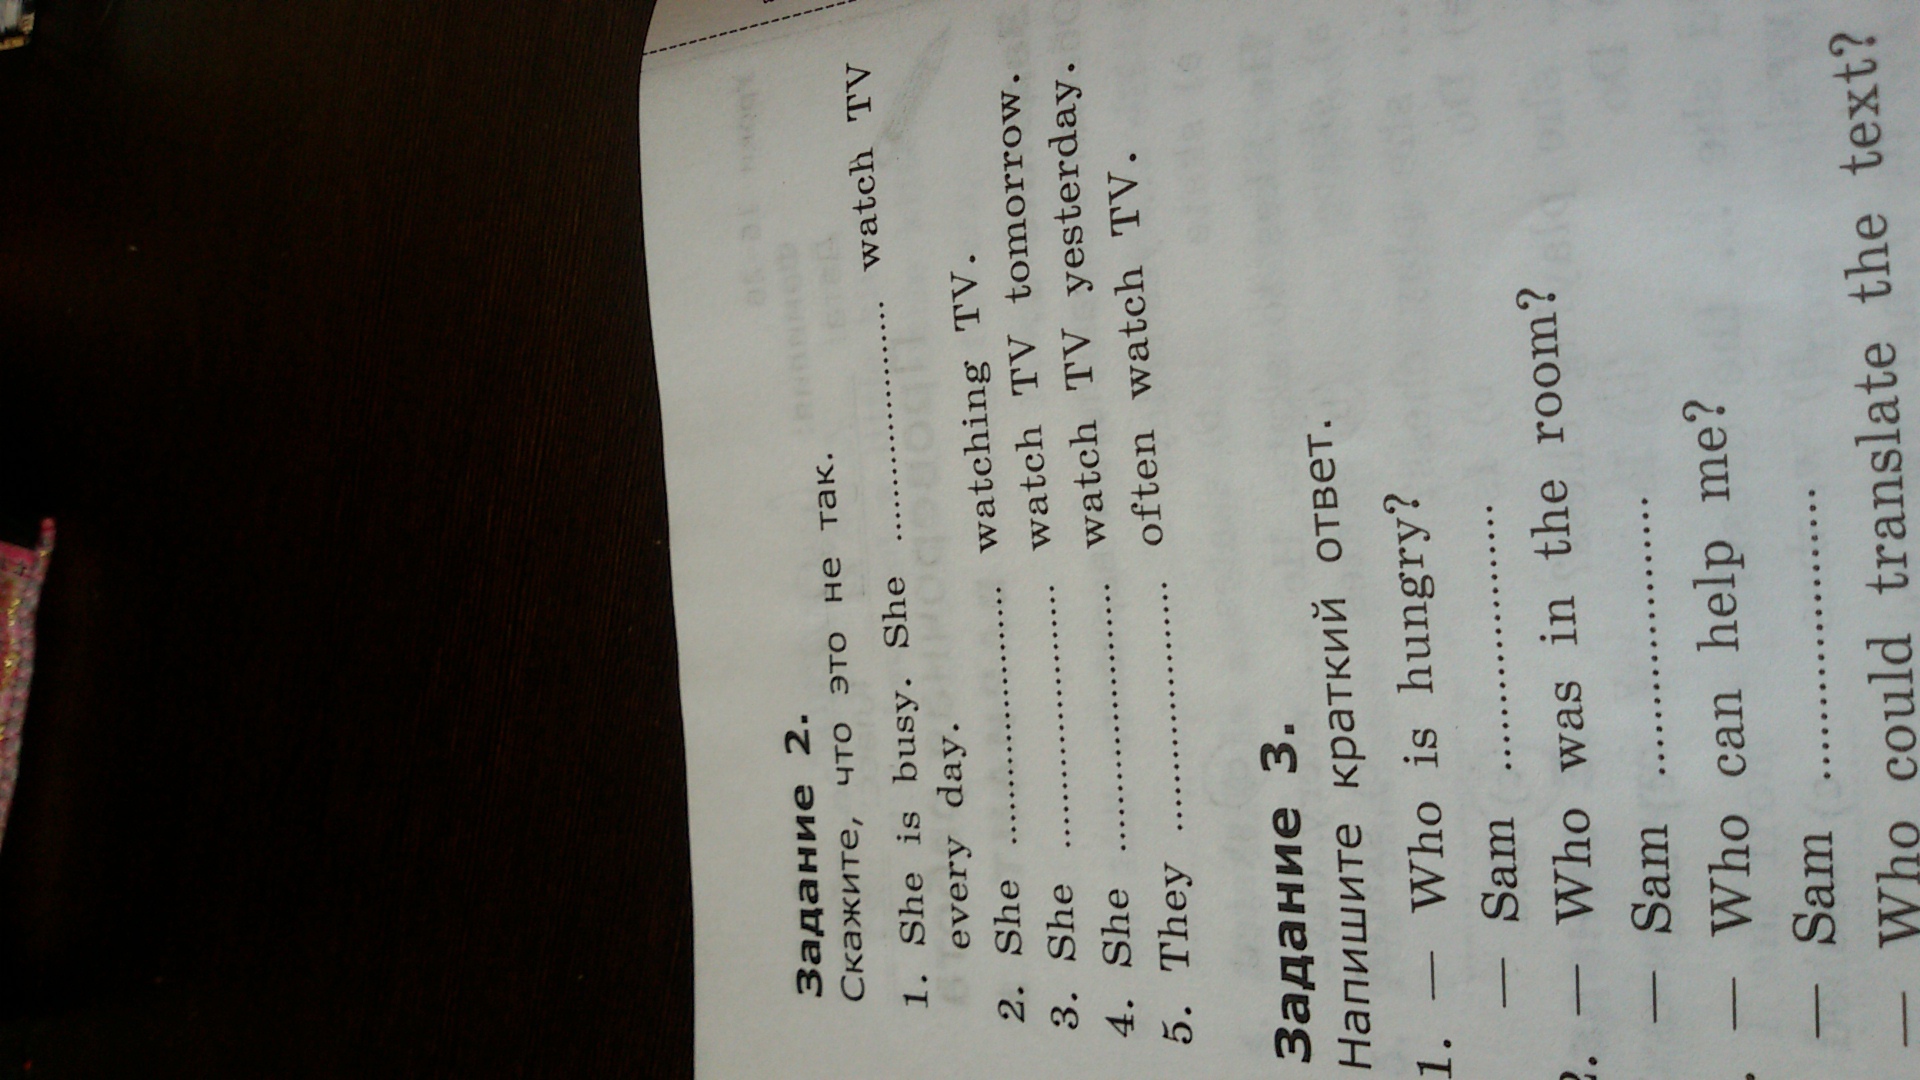 Задание 2.
Скажите, что это не так.
1. She is busy. She ........................ watch TV
every day.
2. She ........................ watching TV.
3. She ........................ watch TV tomorrow.
4. She ........................ watch TV yesterday.
5. They ........................ often watch TV.
Задание 3.
Напишите краткий ответ.
1. — Who is hungry?
— Sam ........................
2. — Who was in the room?
— Sam ........................
— Who can help me?
— Sam ........................
— Who could translate the text?